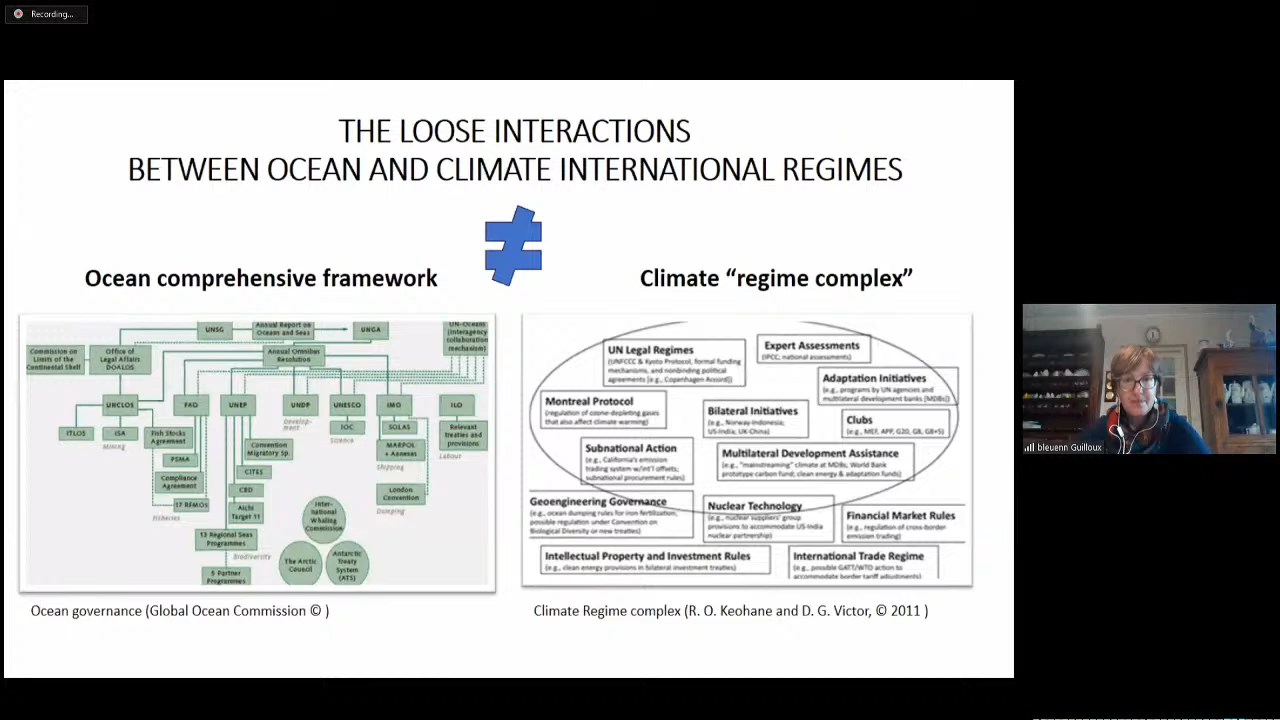 Recording...
THE LOOSE INTERACTIONS
BETWEEN OCEAN AND CLIMATE INTERNATIONAL REGIMES
Ocean comprehensive framework
Climate “regime complex”
UNSG
Annual Report on
Oceans and Seas
UNGA
UN-Oceans
(Interagency
collaboration
mechanism)
Commission on
Limits of the
Continental Shelf
Office of
Legal Affairs
DOALOS
Annual Omnibus
Resolution
UNCLOS
FAO
UNEP
UNDP
UNESCO
IMO
ILO
Develop-
ment
ITLOS
ISA
Mining
Fish Stocks
Agreement
IOC
Science
SOLAS
Relevant
treaties and
provisions
Labour
PSMA
Convention
Migratory Sp.
MARPOL
+ Annexes
Shipping
Compliance
Agreement
CITES
CBD
London
Convention
Dumping
17 RFMOs
Fisheries
Aichi
Target 11
Inter-
national
Whaling
Commission
13 Regional Seas
Programmes
Biodiversity
The Arctic
Council
Antarctic
Treaty
System
(ATS)
5 Partner
Programmes
UN Legal Regimes
(UNFCCC & Kyoto Protocol, formal funding
mechanisms, and nonbinding political
agreements [e.g., Copenhagen Accord])
Expert Assessments
(IPCC; national assessments)
Adaptation Initiatives
(e.g., programs by UN agencies and
multilateral development banks [MDBs])
Montreal Protocol
(regulation of ozone-depleting gases
that also affect climate warming)
Bilateral Initiatives
(e.g., Norway-Indonesia;
US-India; UK-China)
Clubs
(e.g., MEF, APP, G20, G8, G8+5)
Subnational Action
(e.g., California's emission
trading system w/int'l offsets;
subnational procurement rules)
Multilateral Development Assistance
(e.g., "mainstreaming" climate at MDBs; World Bank
prototype carbon fund; clean energy & adaptation funds)
Geoengineering Governance
(e.g., ocean dumping rules for iron fertilization,
possible regulation under Convention on
Biological Diversity or new treaties)
Nuclear Technology
(e.g., nuclear suppliers' group
provisions to accommodate US-India
nuclear partnership)
Financial Market Rules
(e.g., regulation of cross-border
emission trading)
Intellectual Property and Investment Rules
(e.g., clean energy provisions in bilateral investment treaties)
International Trade Regime
(e.g., possible GATT/WTO action to
accommodate border tariff adjustments)
Ocean governance (Global Ocean Commission © )
Climate Regime complex (R. O. Keohane and D. G. Victor, © 2011 )
bleuenn Guilloux